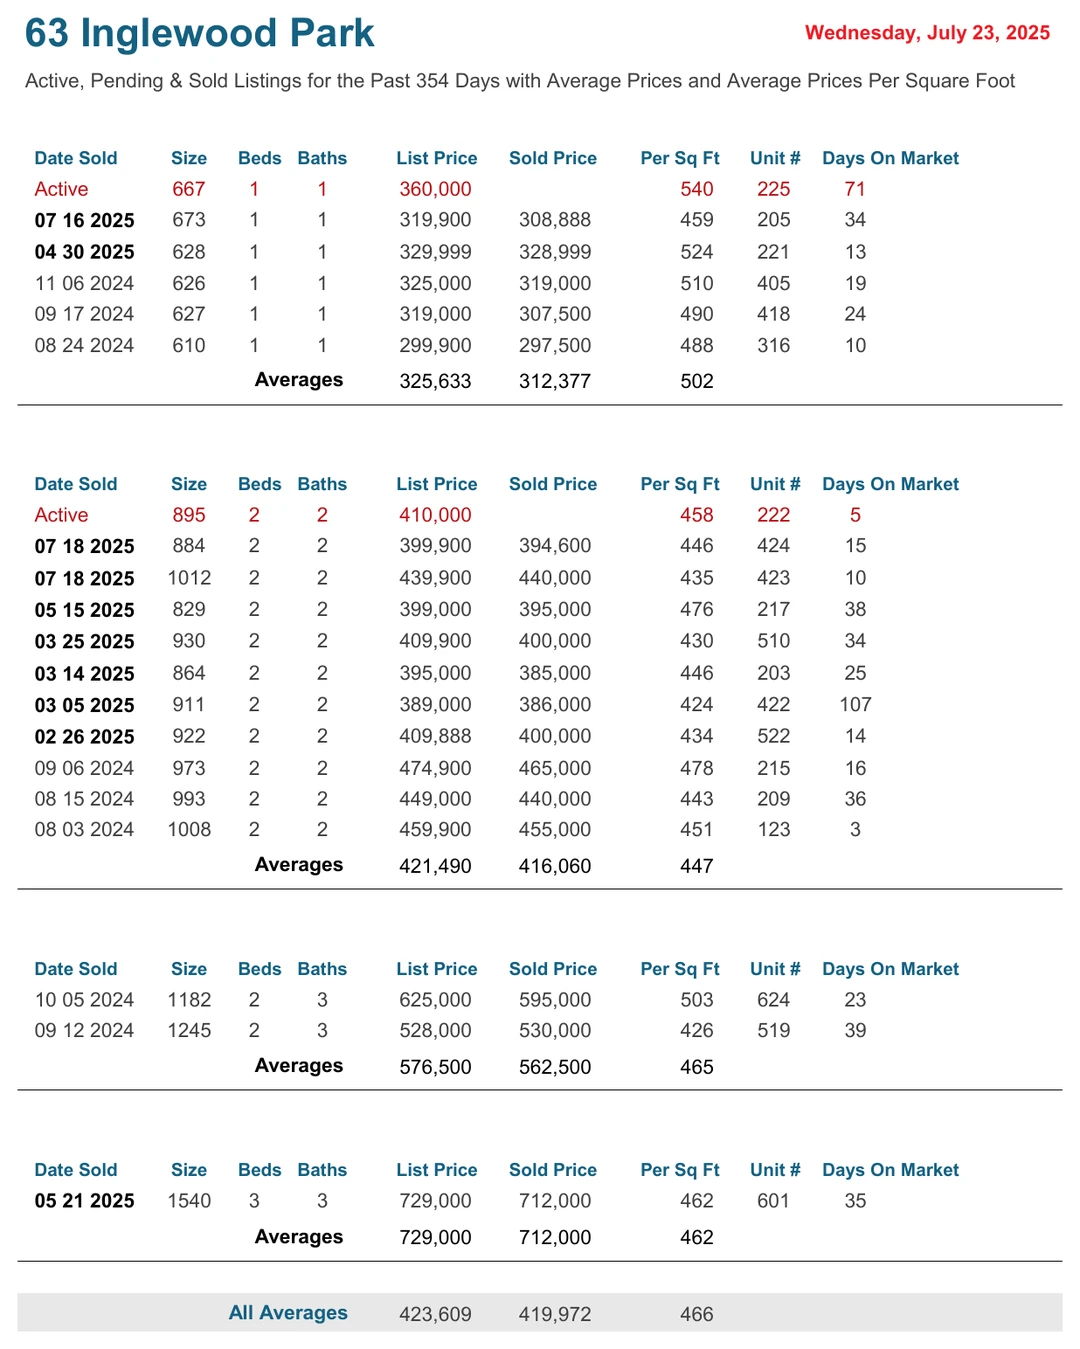 63 Inglewood Park
Wednesday, July 23, 2025
Active, Pending & Sold Listings for the Past 354 Days with Average Prices and Average Prices Per Square Foot
Date Sold Size Beds Baths List Price Sold Price Per Sq Ft Unit # Days On Market
Active 667 1 1 360,000 540 225 71
07 16 2025 673 1 1 319,900 308,888 459 205 34
04 30 2025 628 1 1 329,999 328,999 524 221 13
11 06 2024 626 1 1 325,000 319,000 510 405 19
09 17 2024 627 1 1 319,000 307,500 490 418 24
08 24 2024 610 1 1 299,900 297,500 488 316 10
Averages 325,633 312,377 502
Date Sold Size Beds Baths List Price Sold Price Per Sq Ft Unit # Days On Market
Active 895 2 2 410,000 458 222 5
07 18 2025 884 2 2 399,900 394,600 446 424 15
07 18 2025 1012 2 2 439,900 440,000 435 423 10
05 15 2025 829 2 2 399,000 395,000 476 217 38
03 25 2025 930 2 2 409,900 400,000 430 510 34
03 14 2025 864 2 2 395,000 385,000 446 203 25
03 05 2025 911 2 2 389,000 386,000 424 422 107
02 26 2025 922 2 2 409,888 400,000 434 522 14
09 06 2024 973 2 2 474,900 465,000 478 215 16
08 15 2024 993 2 2 449,000 440,000 443 209 36
08 03 2024 1008 2 2 459,900 455,000 451 123 3
Averages 421,490 416,060 447
Date Sold Size Beds Baths List Price Sold Price Per Sq Ft Unit # Days On Market
10 05 2024 1182 2 3 625,000 595,000 503 624 23
09 12 2024 1245 2 3 528,000 530,000 426 519 39
Averages 576,500 562,500 465
Date Sold Size Beds Baths List Price Sold Price Per Sq Ft Unit # Days On Market
05 21 2025 1540 3 3 729,000 712,000 462 601 35
Averages 729,000 712,000 462
All Averages 423,609 419,972 466